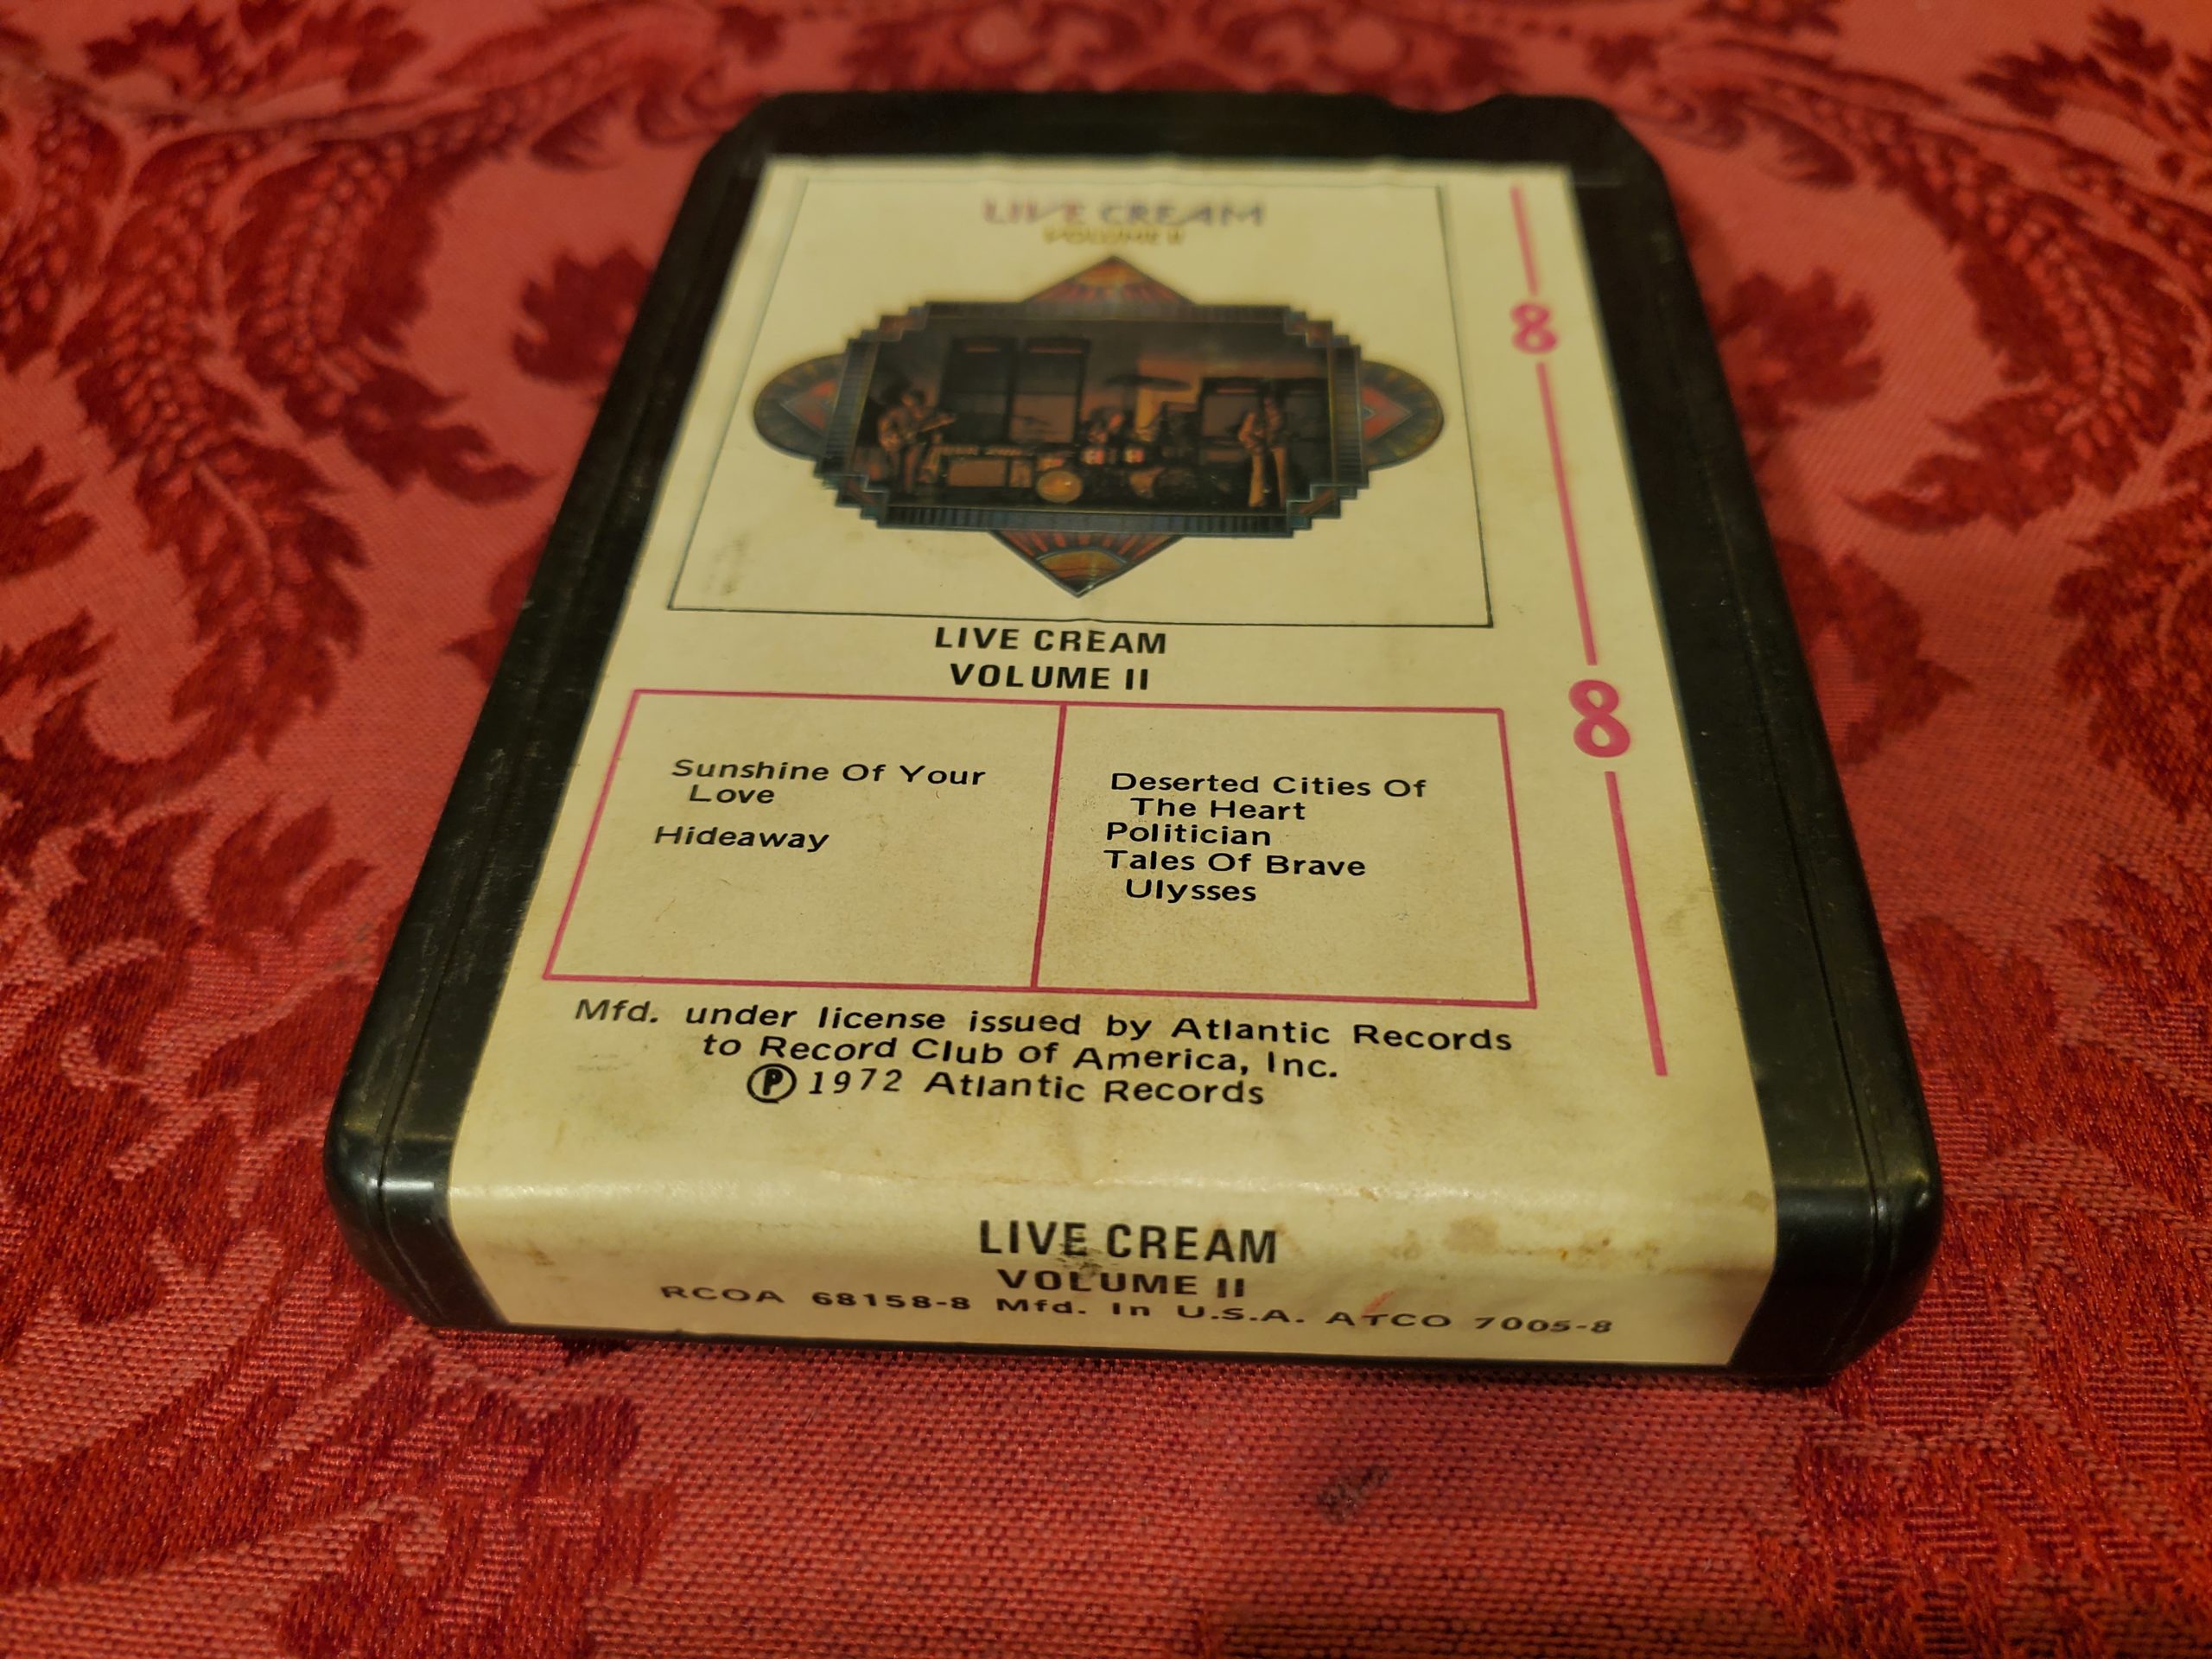 LIVE CREAM
VOLUME II
8
LIVE CREAM
VOLUME II
8
Sunshine Of Your
Love
Hideaway
Deserted Cities Of
The Heart
Politician
Tales Of Brave
Ulysses
Mfd. under license issued by Atlantic Records
to Record Club of America, Inc.
Ⓟ 1972 Atlantic Records
LIVE CREAM
VOLUME II
RCOA 68158-8 Mfd. In U.S.A. ATCO 7005-8